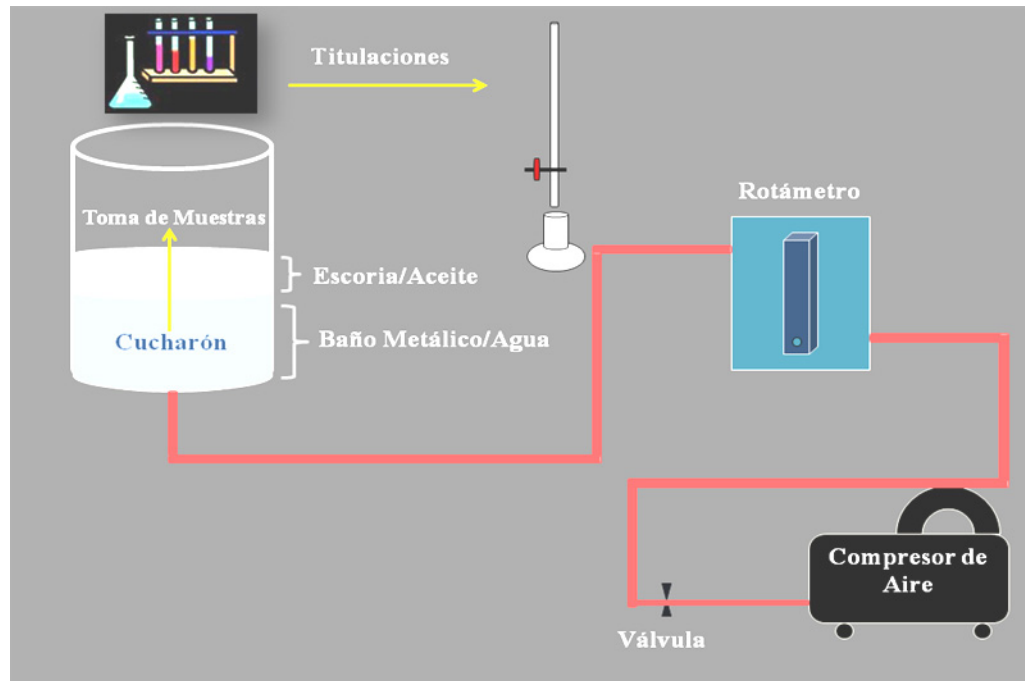 Titulaciones
Rotámetro
Toma de Muestras
Escoria/Aceite
Cucharón
Baño Metálico/Agua
Compresor de
Aire
Válvula